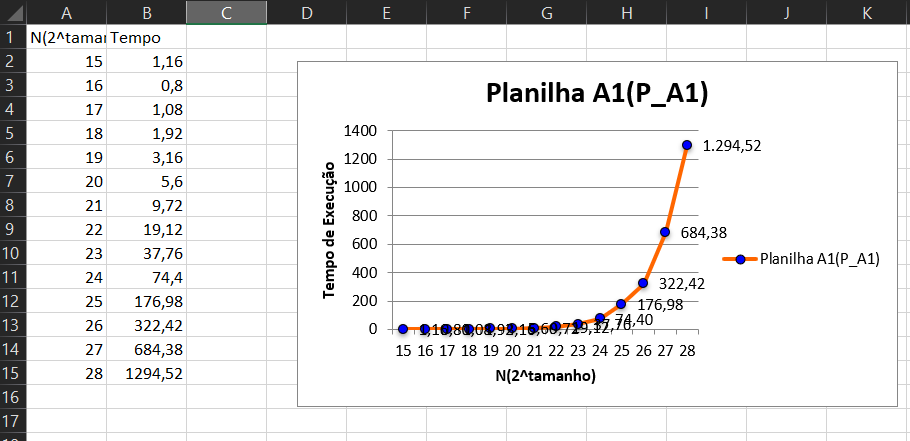 A B C D E F G H I J K
1 N(2^taman Tempo
2 15 1,16
3 16 0,8
4 17 1,08
5 18 1,92
6 19 3,16
7 20 5,6
8 21 9,72
9 22 19,12
10 23 37,76
11 24 74,4
12 25 176,98
13 26 322,42
14 27 684,38
15 28 1294,52
16
17
Planilha A1(P_A1)
Tempo de Execução
1400
1200
1000
800
600
400
200
0
1.294,52
684,38
322,42
176,98
74,40
15 16 17 18 19 20 21 22 23 24 25 26 27 28
N(2^tamanho)
Planilha A1(P_A1)